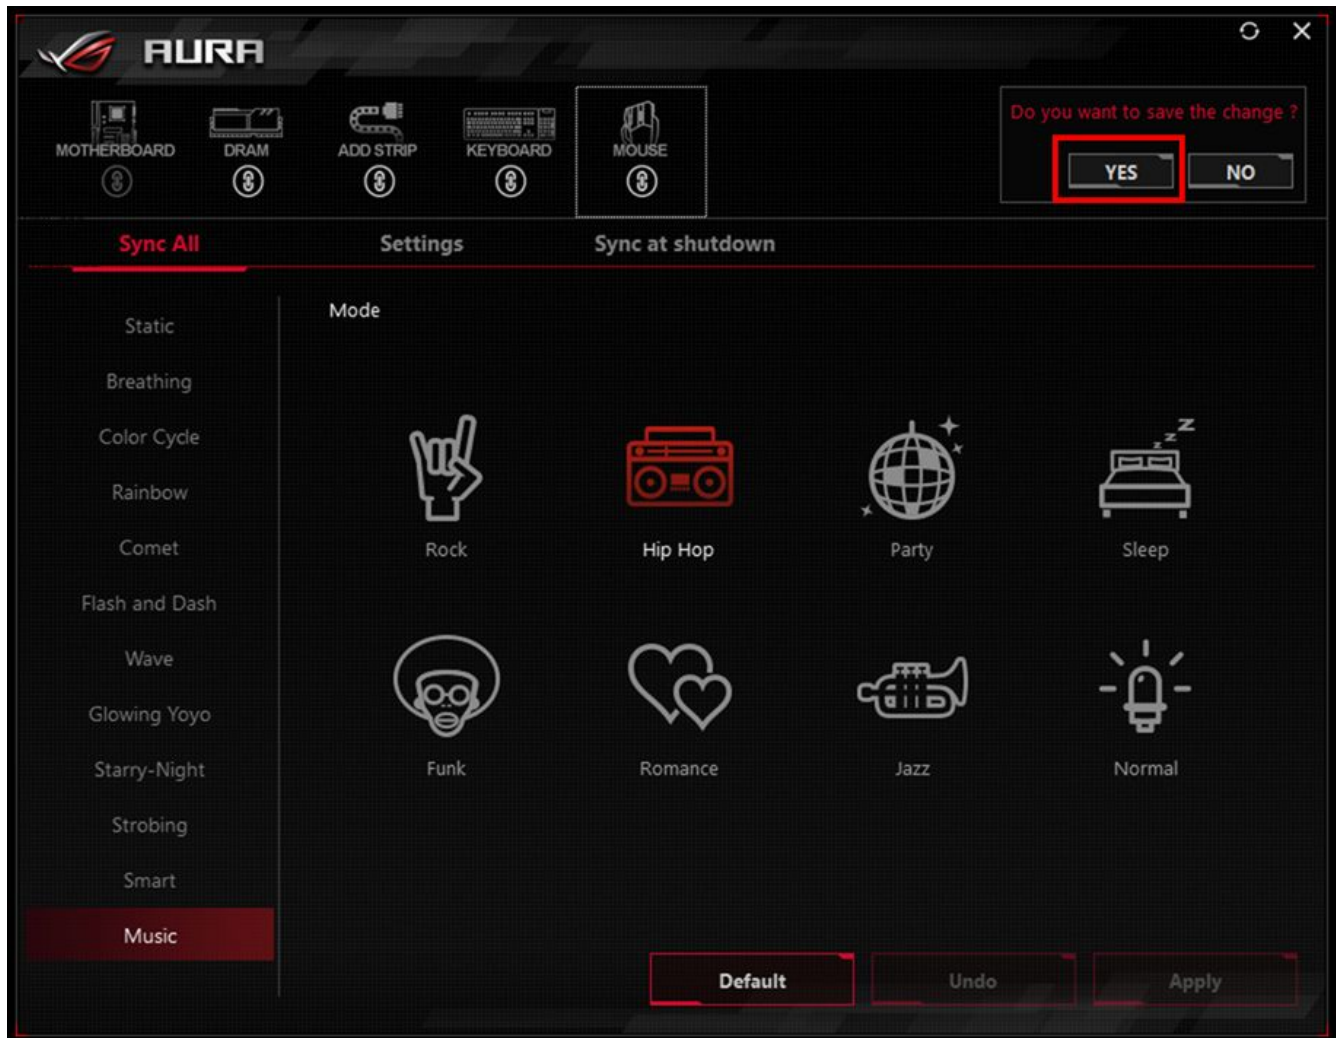 AURA
MOTHERBOARD
DRAM
ADD STRIP
KEYBOARD
MOUSE
Do you want to save the change ?
YES
NO
Sync All
Settings
Sync at shutdown
Static
Breathing
Color Cycle
Rainbow
Comet
Flash and Dash
Wave
Glowing Yoyo
Starry-Night
Strobing
Smart
Music
Mode
Rock
Hip Hop
Party
Sleep
Funk
Romance
Jazz
Normal
Default
Undo
Apply